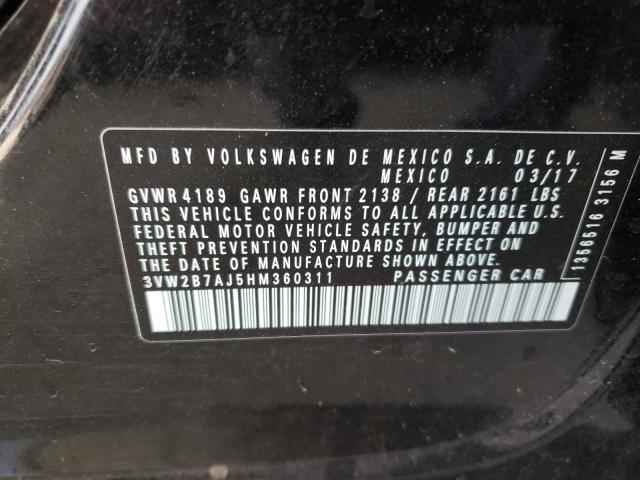 MFD BY VOLKSWAGEN DE MEXICO S.A. DE C.V.
MEXICO 03/17
GVWR 4189 GAWR FRONT 2138 / REAR 2161 LBS
THIS VEHICLE CONFORMS TO ALL APPLICABLE U.S.
FEDERAL MOTOR VEHICLE SAFETY, BUMPER AND
THEFT PREVENTION STANDARDS IN EFFECT ON
THE DATE OF MANUFACTURE SHOWN ABOVE.
3VW2B7AJ5HM360311 PASSENGER CAR
1356516 3156 M